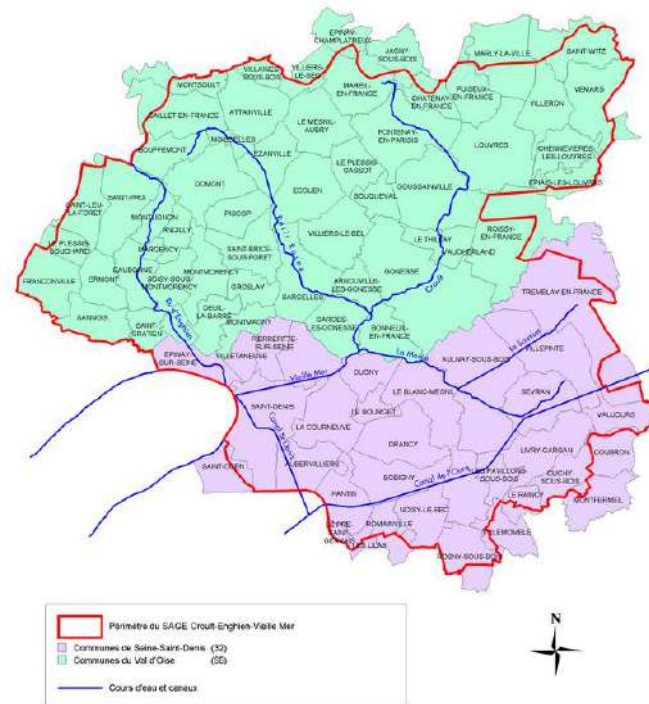 EPINAY-
CHAMPLATREUX
JAGNY-
SOUS-BOIS
MARLY-LA-VILLE
SAINT-WITZ
VILLAINES-
SOUS-BOIS
VILLIERS-
LE-SEC
MONTSOULT
MAREIL-
EN-FRANCE
CHATENAY-
EN-FRANCE
PUISEUX-
EN-FRANCE
VEMARS
VILLERON
BAILLET-EN-FRANCE
ATTAINVILLE
LE MESNIL-
AUBRY
FONTENAY-
EN-PARISIS
LOUVRES
CHENNEVIERES-
LES-LOUVRES
MOISSELLES
BOUFFEMONT
EZANVILLE
LE PLESSIS-
GASSOT
EPIAIS-LES-LOUVRES
DOMONT
ECOUEN
BOUQUEVAL
GOUSSAINVILLE
SAINT-PRIX
SAINT-LEU-
LA-FORET
MONTLIGNON
PISCOP
Petit Rosne
ANDILLY
VILLIERS-LE-BEL
LE THILLAY
ROISSY-
EN-FRANCE
VAUDHERLAND
LE PLESSIS-
BOUCHARD
MARGENCY
SAINT-BRICE-
SOUS-FORET
GONESSE
Croult
FRANCONVILLE
ERMONT
EAUBONNE
SOISY-SOUS-
MONTMORENCY
MONTMORENCY
GROSLAY
SARCELLES
ARNOUVILLE-
LES-GONESSE
TREMBLAY-EN-FRANCE
SANNOIS
SAINT-
GRATIEN
Ru d'Enghien
DEUIL-
LA-BARRE
MONTMAGNY
GARGES-
LES-GONESSE
BONNEUIL-
EN-FRANCE
PIERREFITTE-
SUR-SEINE
EPINAY-
SUR-SEINE
VILLETANEUSE
La Morée
AULNAY-SOUS-BOIS
VILLEPINTE
Le Sausset
Vieille Mer
DUGNY
LE BLANC-MESNIL
SEVRAN
SAINT-DENIS
LE BOURGET
VAUJOURS
Canal St Denis
LA COURNEUVE
DRANCY
LIVRY-GARGAN
COUBRON
SAINT-OUEN
AUBERVILLIERS
BOBIGNY
Canal de l'Ourcq
LES PAVILLONS-
SOUS-BOIS
CLICHY-
SOUS-BOIS
PANTIN
NOISY-LE-SEC
LE RAINCY
MONTFERMEIL
LE PRE-
SAINT-
GERVAIS
ROMAINVILLE
LES LILAS
VILLEMOMBLE
ROSNY-SOUS-BOIS
Périmètre du SAGE Croult-Enghien-Vieille Mer
Communes de Seine-Saint-Denis (32)
Communes du Val d'Oise (55)
Cours d'eau et canaux
N